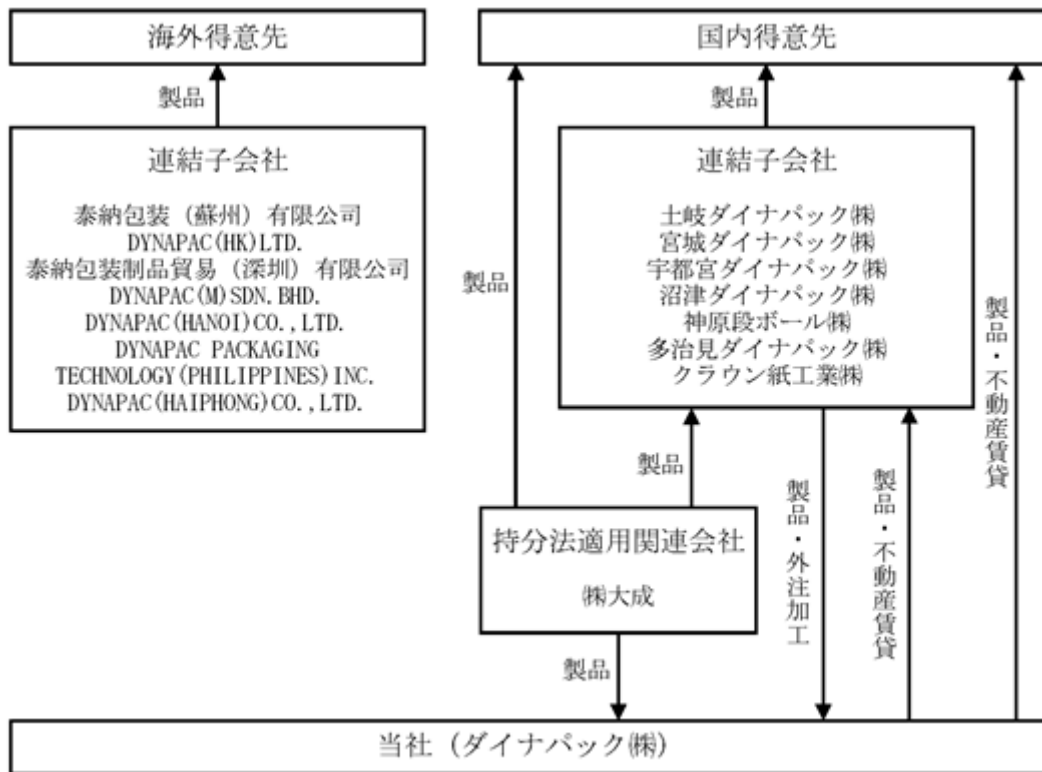 海外得意先
国内得意先
製品
連結子会社
泰納包装（蘇州）有限公司
DYNAPAC(HK)LTD.
泰納包装制品貿易（深圳）有限公司
DYNAPAC(M)SDN.BHD.
DYNAPAC(HANOI)CO.,LTD.
DYNAPAC PACKAGING
TECHNOLOGY(PHILIPPINES)INC.
DYNAPAC(HAIPHONG)CO.,LTD.
製品
製品
連結子会社
土岐ダイナパック㈱
宮城ダイナパック㈱
宇都宮ダイナパック㈱
沼津ダイナパック㈱
神原段ボール㈱
多治見ダイナパック㈱
クラウン紙工業㈱
製品・不動産賃貸
製品
持分法適用関連会社
㈱大成
製品・外注加工
製品・不動産賃貸
製品
当社（ダイナパック㈱）